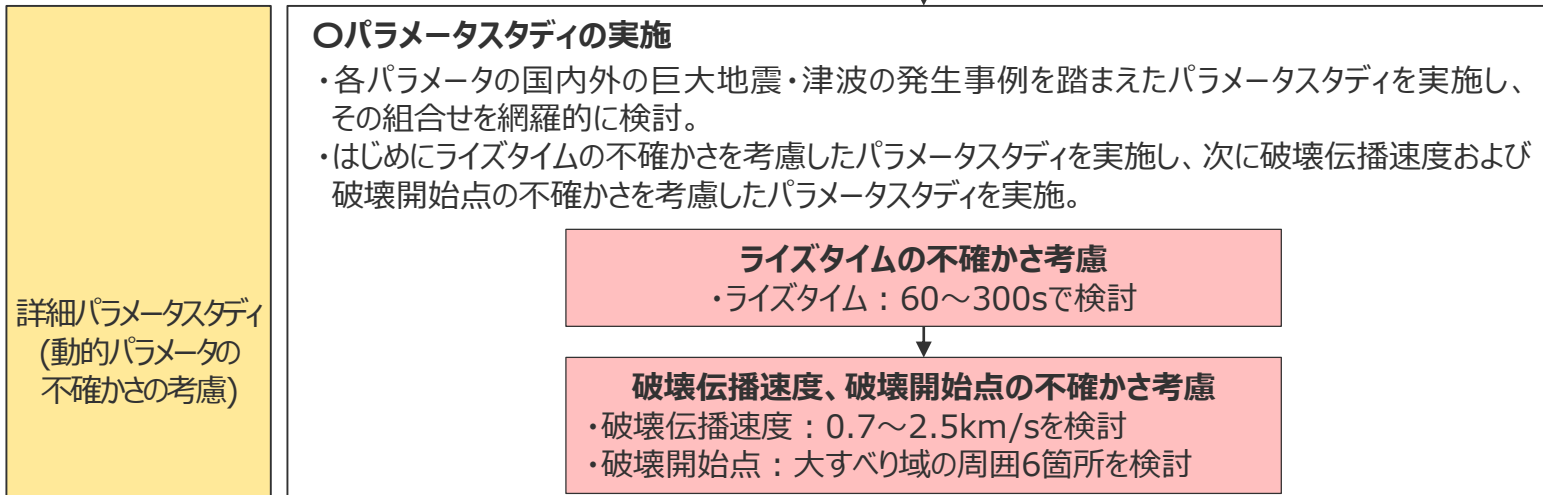 詳細パラメータスタディ
(動的パラメータの
不確かさの考慮)
〇パラメータスタディの実施
・各パラメータの国内外の巨大地震・津波の発生事例を踏まえたパラメータスタディを実施し、
その組合せを網羅的に検討。
・はじめにライズタイムの不確かさを考慮したパラメータスタディを実施し、次に破壊伝播速度および
破壊開始点の不確かさを考慮したパラメータスタディを実施。
ライズタイムの不確かさ考慮
・ライズタイム：60～300sで検討
破壊伝播速度、破壊開始点の不確かさ考慮
・破壊伝播速度：0.7～2.5km/sを検討
・破壊開始点：大すべり域の周囲6箇所を検討